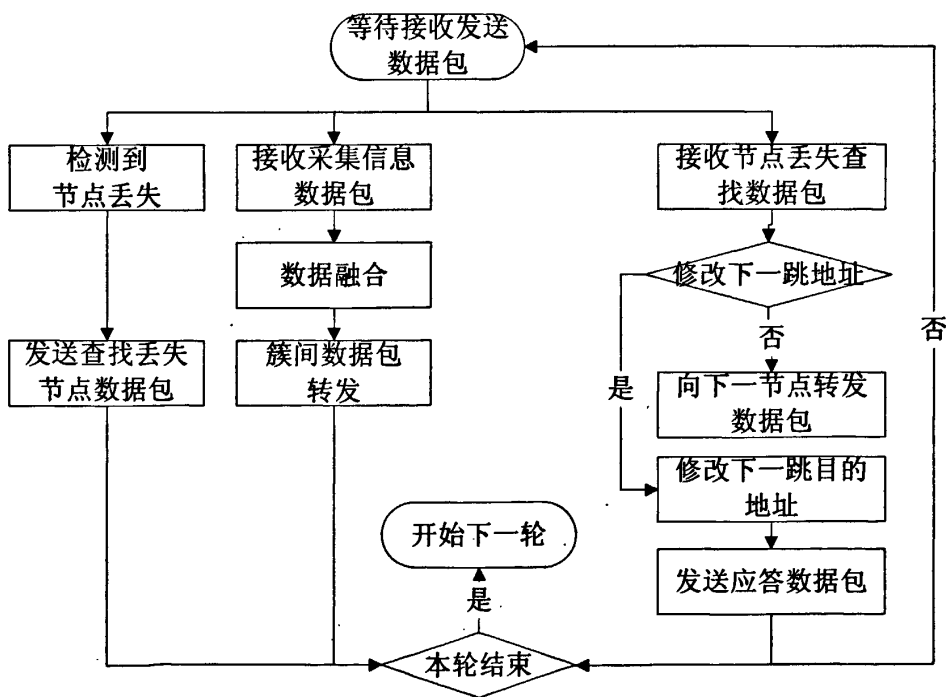 等待接收发送
数据包
检测到
节点丢失
接收采集信息
数据包
接收节点丢失查
找数据包
数据融合
修改下一跳地址
否
否
发送查找丢失
节点数据包
簇间数据包
转发
是
向下一节点转发
数据包
修改下一跳目的
地址
开始下一轮
发送应答数据包
是
本轮结束